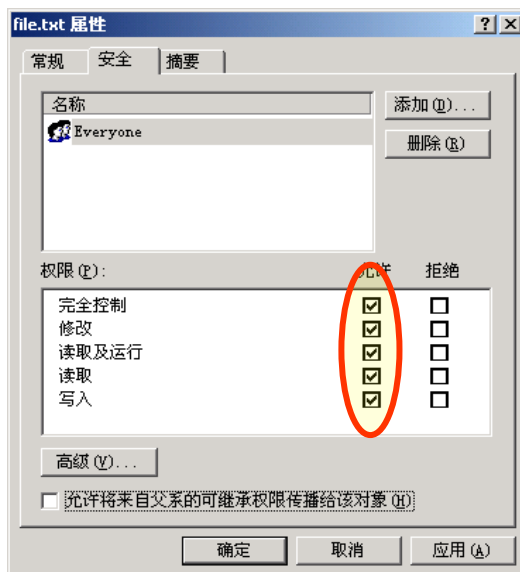 file.txt 属性
常规 安全 摘要
名称 添加(D)...
Everyone
删除(R)
权限(P): 允许 拒绝
完全控制
修改
读取及运行
读取
写入
高级(V)...
允许将来自父系的可继承权限传播给该对象(H)
确定 取消 应用(A)